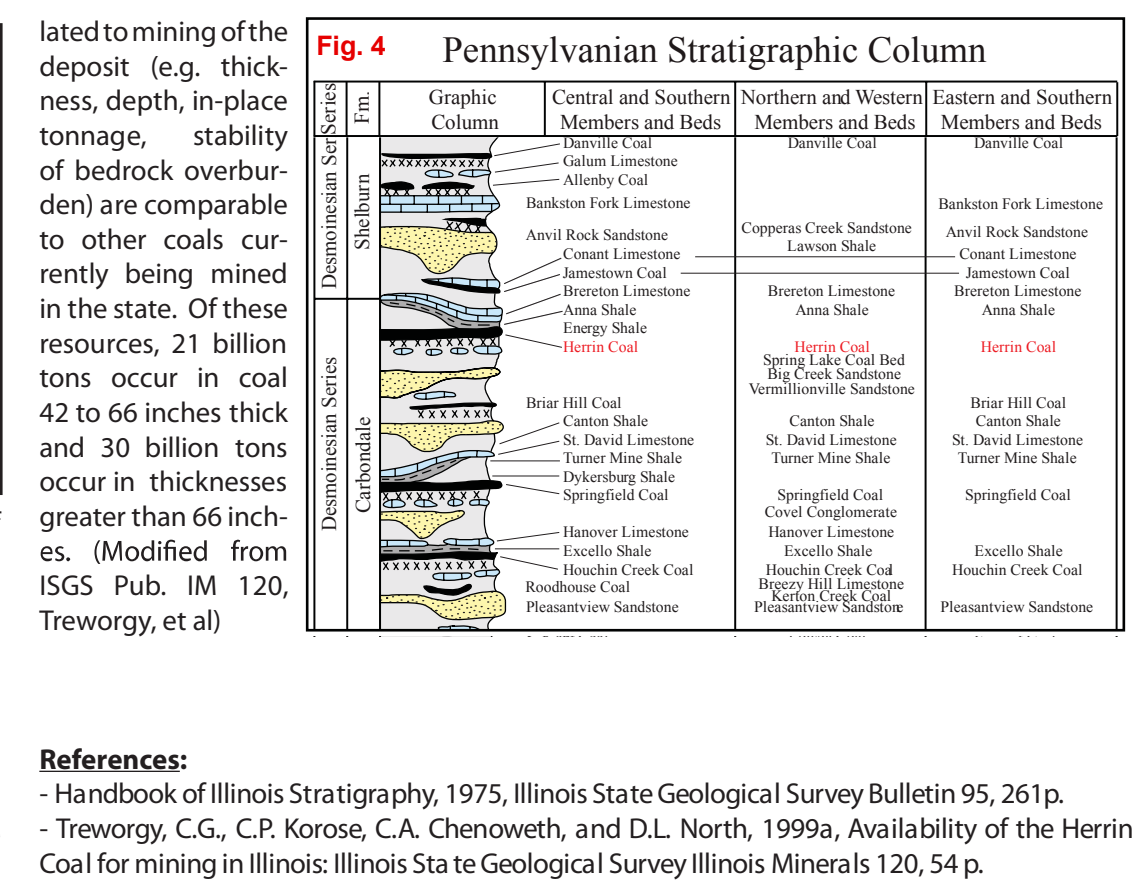 lated to mining of the
deposit (e.g. thick-
ness, depth, in-place
tonnage, stability
of bedrock overbur-
den) are comparable
to other coals cur-
rently being mined
in the state. Of these
resources, 21 billion
tons occur in coal
42 to 66 inches thick
and 30 billion tons
occur in thicknesses
greater than 66 inch-
es. (Modified from
ISGS Pub. IM 120,
Treworgy, et al)
Fig. 4
Pennsylvanian Stratigraphic Column
Series
Fm.
Graphic
Column
Central and Southern
Members and Beds
Northern and Western
Members and Beds
Eastern and Southern
Members and Beds
Desmoinesian Series
Shelburn
Desmoinesian Series
Carbondale
Danville Coal
Galum Limestone
Allenby Coal
Bankston Fork Limestone
Anvil Rock Sandstone
Conant Limestone
Jamestown Coal
Brereton Limestone
Anna Shale
Energy Shale
Herrin Coal
Briar Hill Coal
Canton Shale
St. David Limestone
Turner Mine Shale
Dykersburg Shale
Springfield Coal
Hanover Limestone
Excello Shale
Houchin Creek Coal
Roodhouse Coal
Pleasantview Sandstone
Danville Coal
Copperas Creek Sandstone
Lawson Shale
Brereton Limestone
Anna Shale
Herrin Coal
Spring Lake Coal Bed
Big Creek Sandstone
Vermillionville Sandstone
Canton Shale
St. David Limestone
Turner Mine Shale
Springfield Coal
Covel Conglomerate
Hanover Limestone
Excello Shale
Houchin Creek Coal
Breezy Hill Limestone
Kerton Creek Coal
Pleasantview Sandstone
Danville Coal
Bankston Fork Limestone
Anvil Rock Sandstone
Conant Limestone
Jamestown Coal
Brereton Limestone
Anna Shale
Herrin Coal
Briar Hill Coal
Canton Shale
St. David Limestone
Turner Mine Shale
Springfield Coal
Excello Shale
Houchin Creek Coal
Pleasantview Sandstone
References:
- Handbook of Illinois Stratigraphy, 1975, Illinois State Geological Survey Bulletin 95, 261p.
- Treworgy, C.G., C.P. Korose, C.A. Chenoweth, and D.L. North, 1999a, Availability of the Herrin
Coal for mining in Illinois: Illinois Sta te Geological Survey Illinois Minerals 120, 54 p.